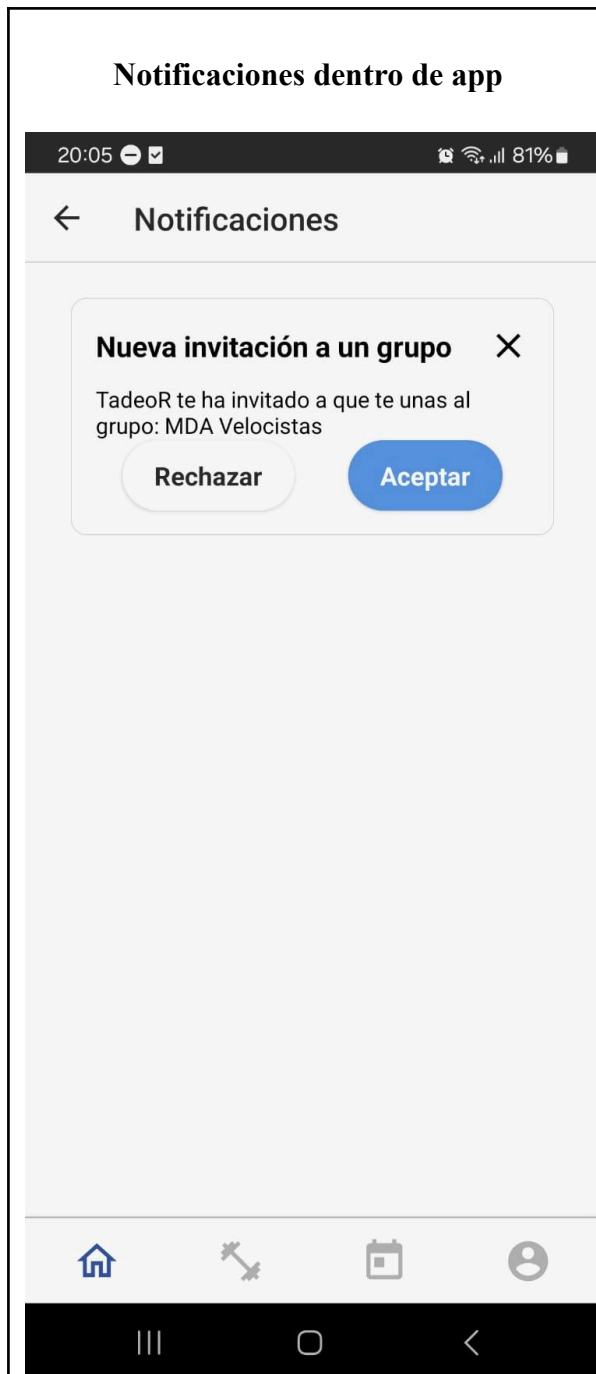 Notificaciones dentro de app
20:05 81%
Notificaciones
Nueva invitación a un grupo
TadeoR te ha invitado a que te unas al
grupo: MDA Velocistas
Rechazar Aceptar